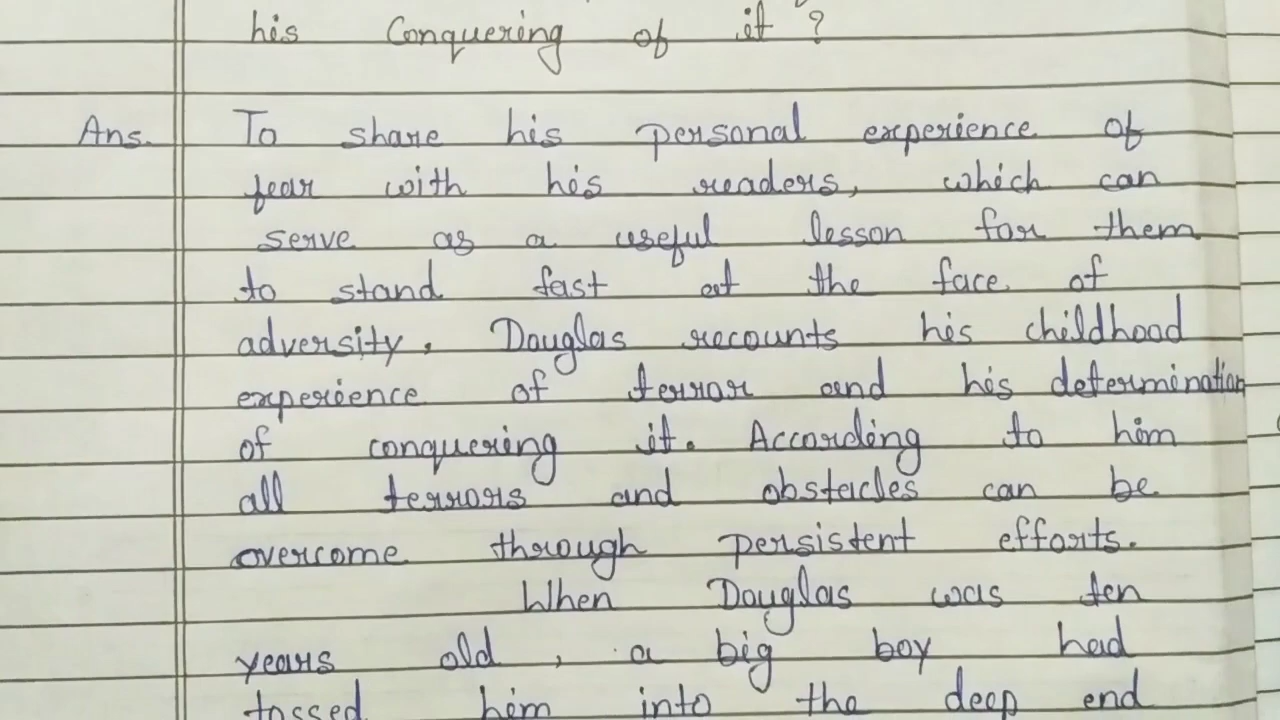 his Conquering of it ?
Ans. To share his personal experience of
fear with his readers, which can
serve as a useful lesson for them
to stand fast at the face of
adversity. Douglas recounts his childhood
experience of terror and his determination
of conquering it. According to him
all terrors and obstacles can be
overcome through persistent efforts.
When Douglas was ten
years old , a big boy had
tossed him into the deep end